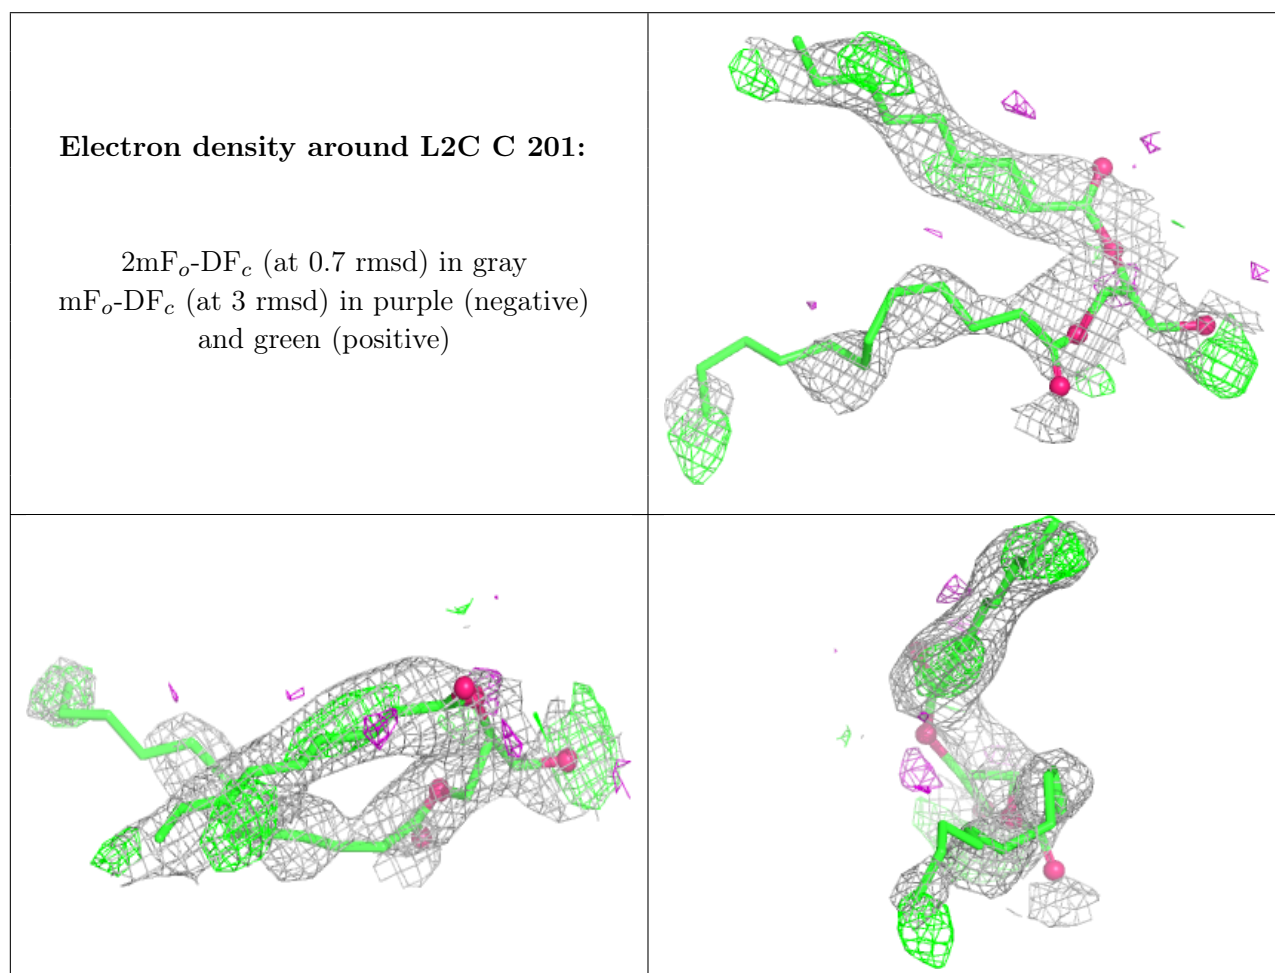 Electron density around L2C C 201:
2mFo-DFc (at 0.7 rmsd) in gray
mFo-DFc (at 3 rmsd) in purple (negative)
and green (positive)